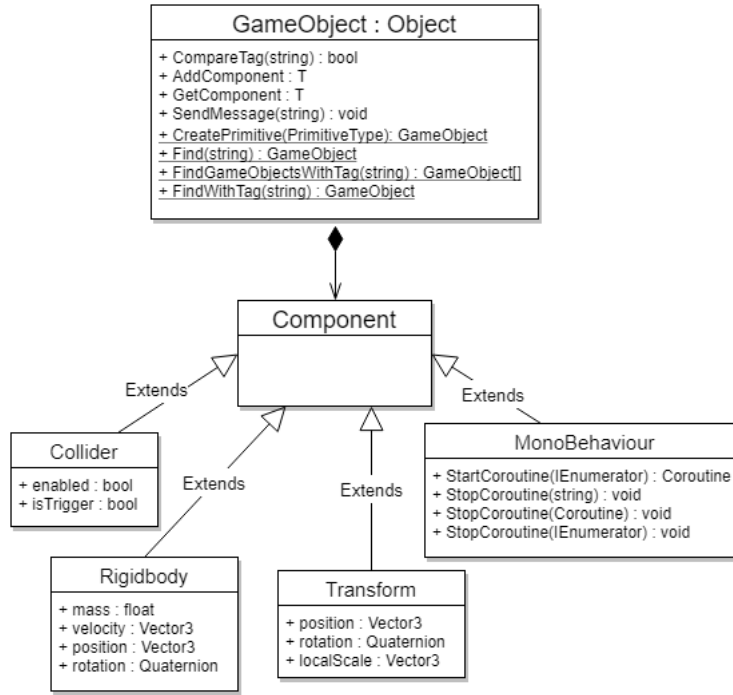 GameObject : Object
+ CompareTag(string) : bool
+ AddComponent : T
+ GetComponent : T
+ SendMessage(string) : void
+ CreatePrimitive(PrimitiveType): GameObject
+ Find(string) : GameObject
+ FindGameObjectsWithTag(string) : GameObject[]
+ FindWithTag(string) : GameObject
Component
Extends
Extends
Extends
Extends
Collider
+ enabled : bool
+ isTrigger : bool
MonoBehaviour
+ StartCoroutine(IEnumerator) : Coroutine
+ StopCoroutine(string) : void
+ StopCoroutine(Coroutine) : void
+ StopCoroutine(IEnumerator) : void
Rigidbody
+ mass : float
+ velocity : Vector3
+ position : Vector3
+ rotation : Quaternion
Transform
+ position : Vector3
+ rotation : Quaternion
+ localScale : Vector3